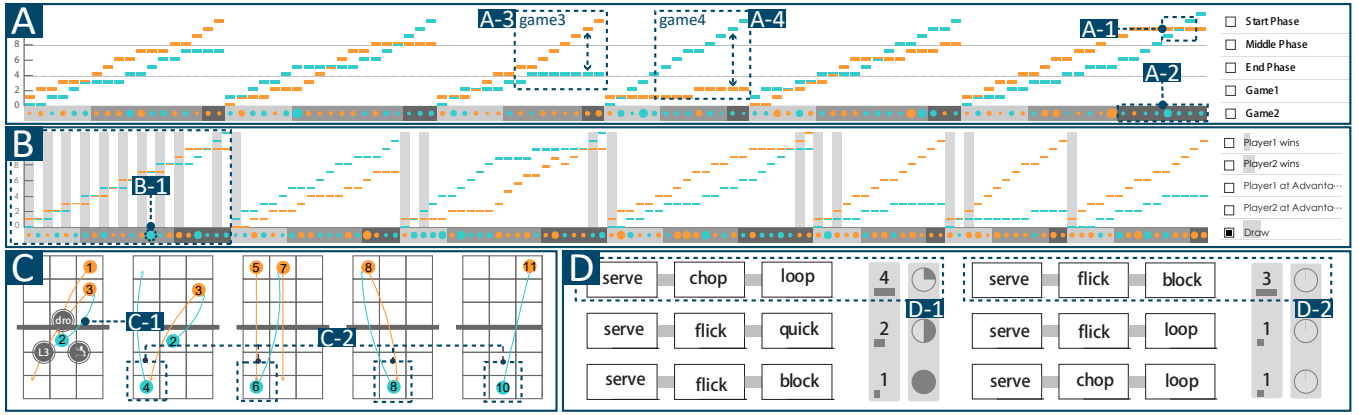 A
A-3
game3
game4
A-4
A-1
A-2
8
6
4
2
0
Start Phase
Middle Phase
End Phase
Game1
Game2
B
B-1
8
6
4
2
0
Player1 wins
Player2 wins
Player1 at Advanta···
Player2 at Advanta···
Draw
C
1
3
dro
2
L3
C-1
3
2
4
5
7
6
C-2
8
8
11
10
D
serve chop loop 4
serve flick quick 2
serve flick block 1
D-1
serve flick block 3
serve flick loop 1
serve chop loop 1
D-2